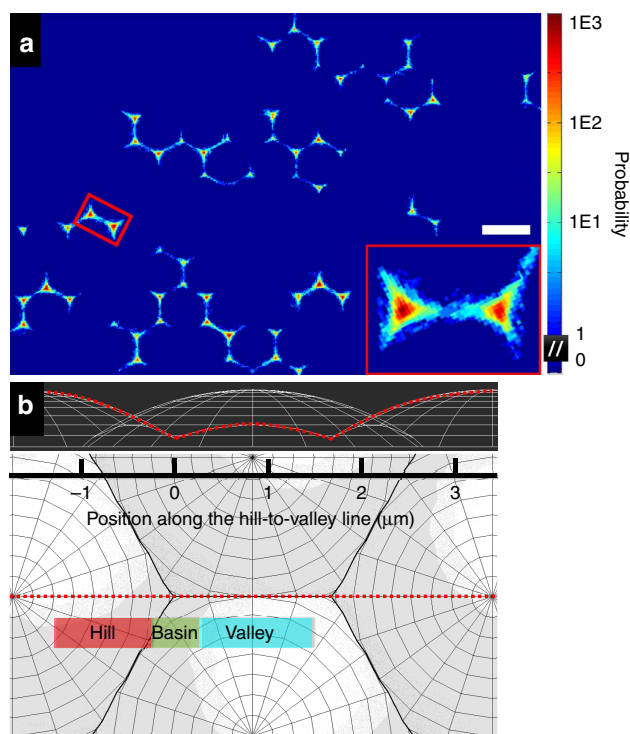 a
1E3
1E2
1E1
1
0
//
Probability
b
−1 0 1 2 3
Position along the hill-to-valley line (μm)
Hill Basin Valley